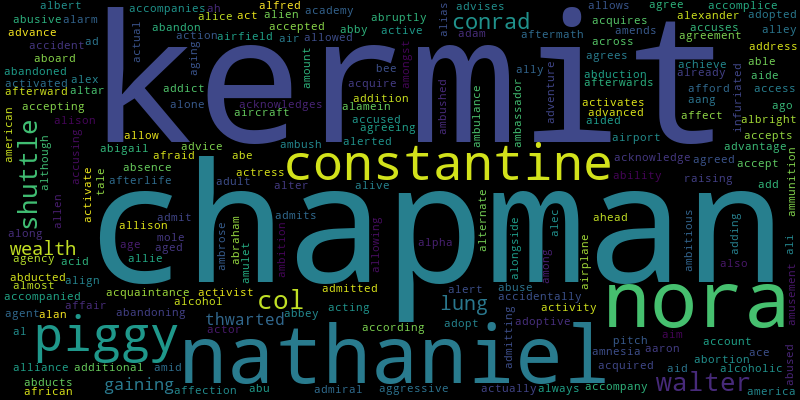 albert accompanies ah alfred academy alias advises allows agree accomplice
abusive alarm alice act alien accepted abby abruptly conrad acquires alexander adopted
advance actual abandon action airfield air allowed active adam aftermath amends accuses alley
accident ad kermit across agreement address
aboard aging agrees achieve able
abandoned alex amount amongst bee ally abduction already aide
activated addict acquire ambushed adventure afterwards infuriated
afterward altar alone acknowledges addition ambulance ambassador activates afford access
accepting aircraft alamein advanced aang ago
american shuttle although alison allow advice accused agreeing aided affect albright
abigail ambush alerted airport accepts
accusing afraid abe constantine acknowledge agreed advantage
absence actress accept ammunition
tale afterlife adult alter alive ability raising add
activate chapman
allen admit admits alternate alec ahead
along allison ambrose abraham ambition allowing alongside ambitious adding ali
wealth age mole alpha among airplane also
agency acid aged allie amulet
abducted align amusement
almost acquaintance activist admitted alert abuse nora
accompanied affair alcohol col acting lung accidentally activity
agent alan abandoning thwarted abbey adopt adoptive
al piggy actor according admitting pitch aim account
alliance additional amid nathaniel amnesia aaron abortion ace
abducts gaining affection abu admiral aggressive actually always acquired aid alcoholic abused
african accompany walter america